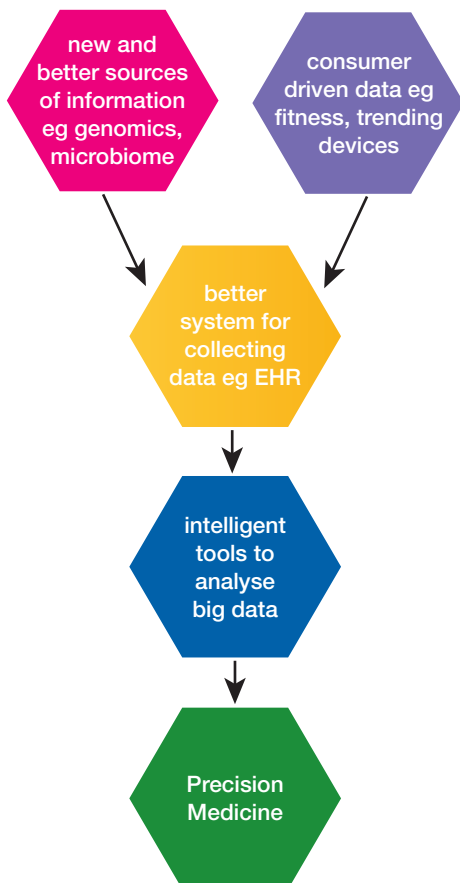 new and
better sources
of information
eg genomics,
microbiome
consumer
driven data eg
fitness, trending
devices
better
system for
collecting
data eg EHR
intelligent
tools to
analyse
big data
Precision
Medicine